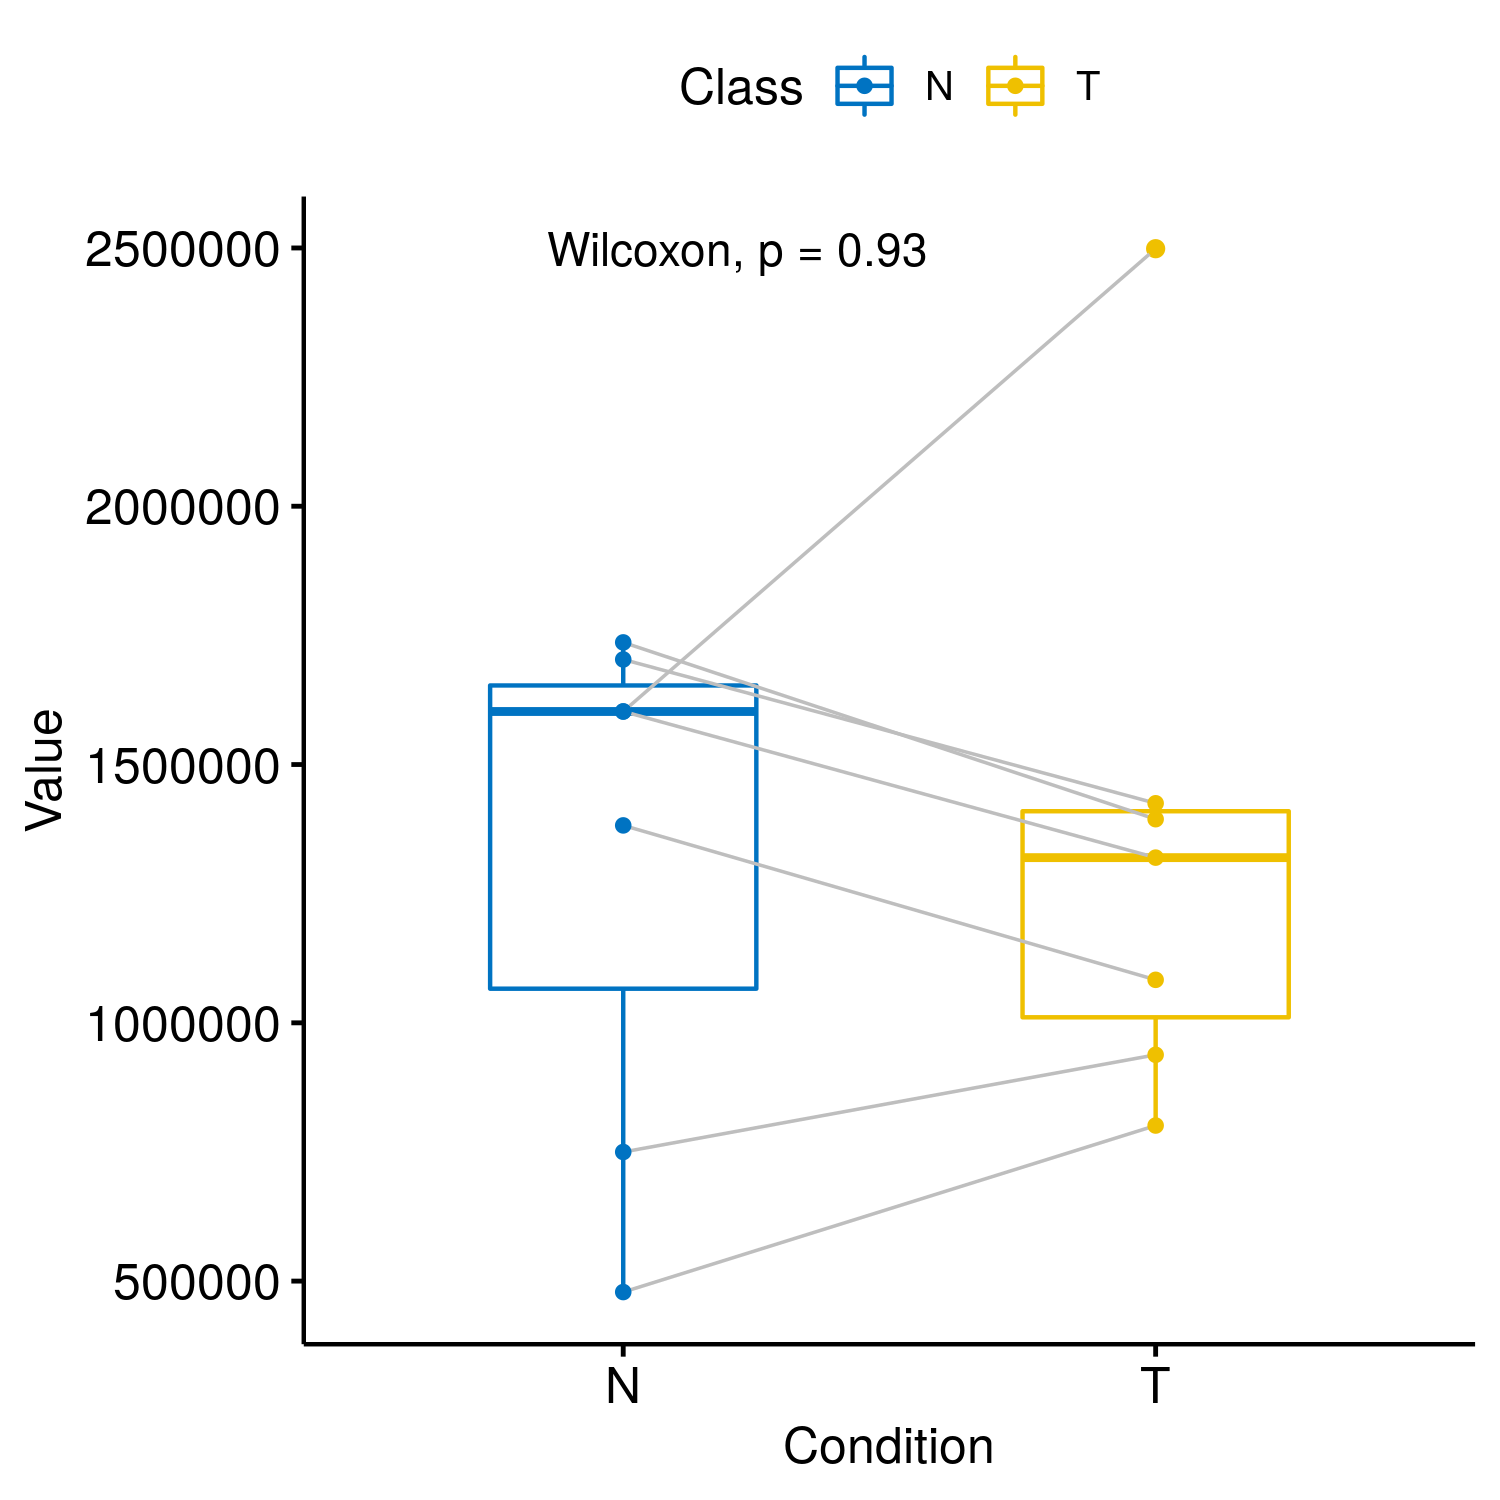 Class N T
Wilcoxon, p = 0.93
2500000
2000000
1500000
1000000
500000
Value
N T
Condition